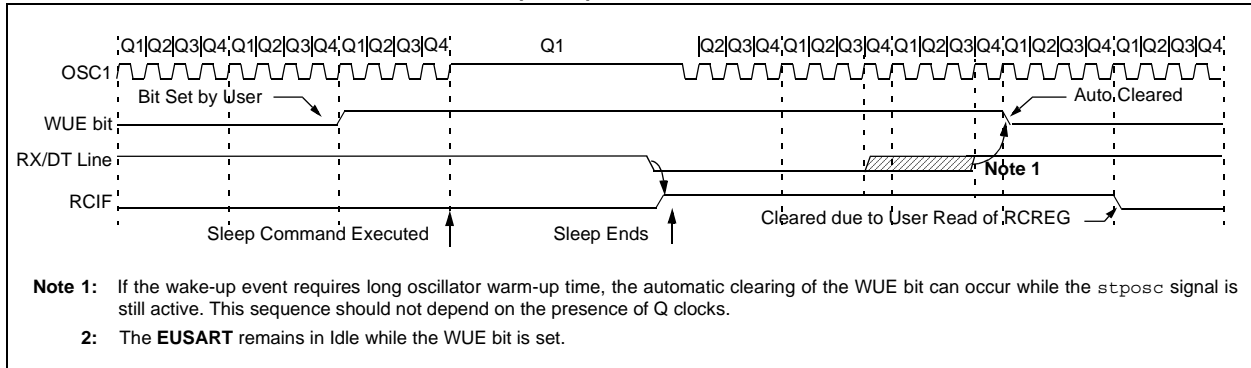 Q1|Q2|Q3|Q4|Q1|Q2|Q3|Q4|Q1|Q2|Q3|Q4 Q1 |Q2|Q3|Q4|Q1|Q2|Q3|Q4|Q1|Q2|Q3|Q4|Q1|Q2|Q3|Q4|Q1|Q2|Q3|Q4
OSC1
Bit Set by User
Auto Cleared
WUE bit
RX/DT Line
Note 1
RCIF
Cleared due to User Read of RCREG
Sleep Command Executed
Sleep Ends
Note 1: If the wake-up event requires long oscillator warm-up time, the automatic clearing of the WUE bit can occur while the stposc signal is
still active. This sequence should not depend on the presence of Q clocks.
2: The EUSART remains in Idle while the WUE bit is set.